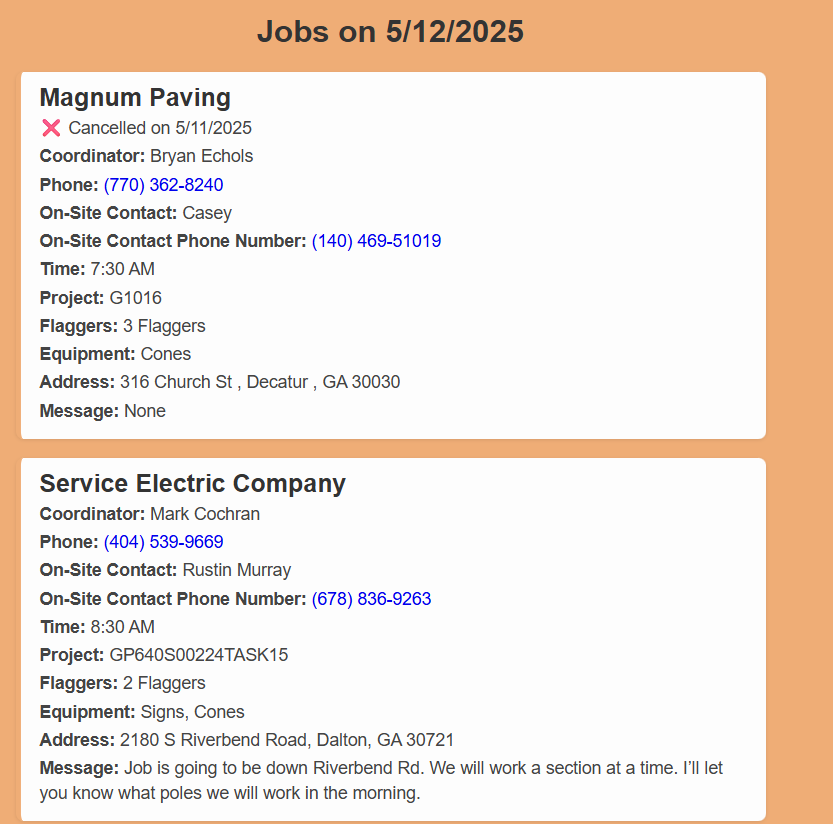 Jobs on 5/12/2025
Magnum Paving
❌ Cancelled on 5/11/2025
Coordinator: Bryan Echols
Phone: (770) 362-8240
On-Site Contact: Casey
On-Site Contact Phone Number: (140) 469-51019
Time: 7:30 AM
Project: G1016
Flaggers: 3 Flaggers
Equipment: Cones
Address: 316 Church St , Decatur , GA 30030
Message: None
Service Electric Company
Coordinator: Mark Cochran
Phone: (404) 539-9669
On-Site Contact: Rustin Murray
On-Site Contact Phone Number: (678) 836-9263
Time: 8:30 AM
Project: GP640S00224TASK15
Flaggers: 2 Flaggers
Equipment: Signs, Cones
Address: 2180 S Riverbend Road, Dalton, GA 30721
Message: Job is going to be down Riverbend Rd. We will work a section at a time. I’ll let
you know what poles we will work in the morning.